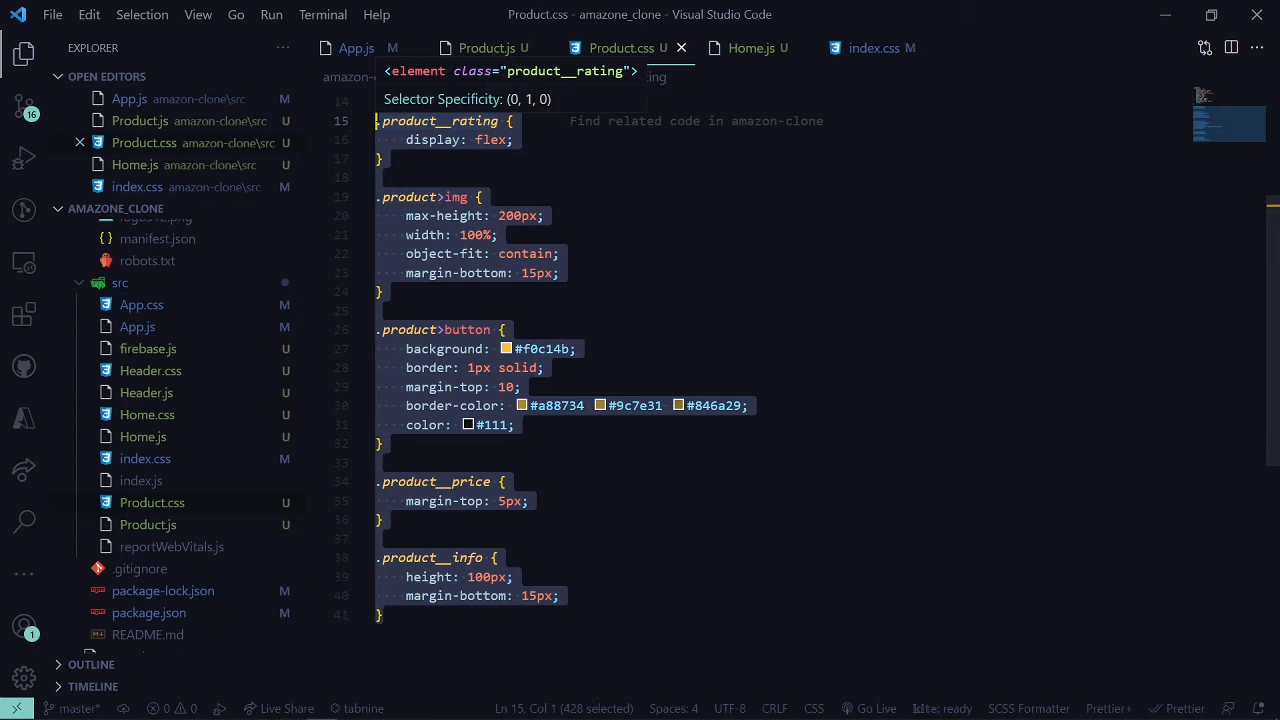 File Edit Selection View Go Run Terminal Help Product.css - amazone_clone - Visual Studio Code
EXPLORER
App.js M Product.js U Product.css U Home.js U index.css M
OPEN EDITORS
App.js amazon-clone\src M
Product.js amazon-clone\src U
Product.css amazon-clone\src U
Home.js amazon-clone\src U
index.css amazon-clone\src M
AMAZONE_CLONE
manifest.json U
robots.txt U
src
App.css M
App.js M
firebase.js U
Header.css U
Header.js U
Home.css U
Home.js U
index.css M
index.js
Product.css U
Product.js U
reportWebVitals.js
.gitignore
package-lock.json M
package.json M
README.md
OUTLINE
TIMELINE
16
1
<element class="product__rating">
Selector Specificity: (0, 1, 0)
14
15 .product__rating { Find related code in amazon-clone
16 display: flex;
17 }
18
19 .product>img {
20 max-height: 200px;
21 width: 100%;
22 object-fit: contain;
23 margin-bottom: 15px;
24 }
25
26 .product>button {
27 background: #f0c14b;
28 border: 1px solid;
29 margin-top: 10;
30 border-color: #a88734 #9c7e31 #846a29;
31 color: #111;
32 }
33
34 .product__price {
35 margin-top: 5px;
36 }
37
38 .product__info {
39 height: 100px;
40 margin-bottom: 15px;
41 }
master* 0 0 Live Share tabnine Ln 15, Col 1 (428 selected) Spaces: 4 UTF-8 CRLF CSS Go Live kite: ready SCSS Formatter Prettier+ Prettier